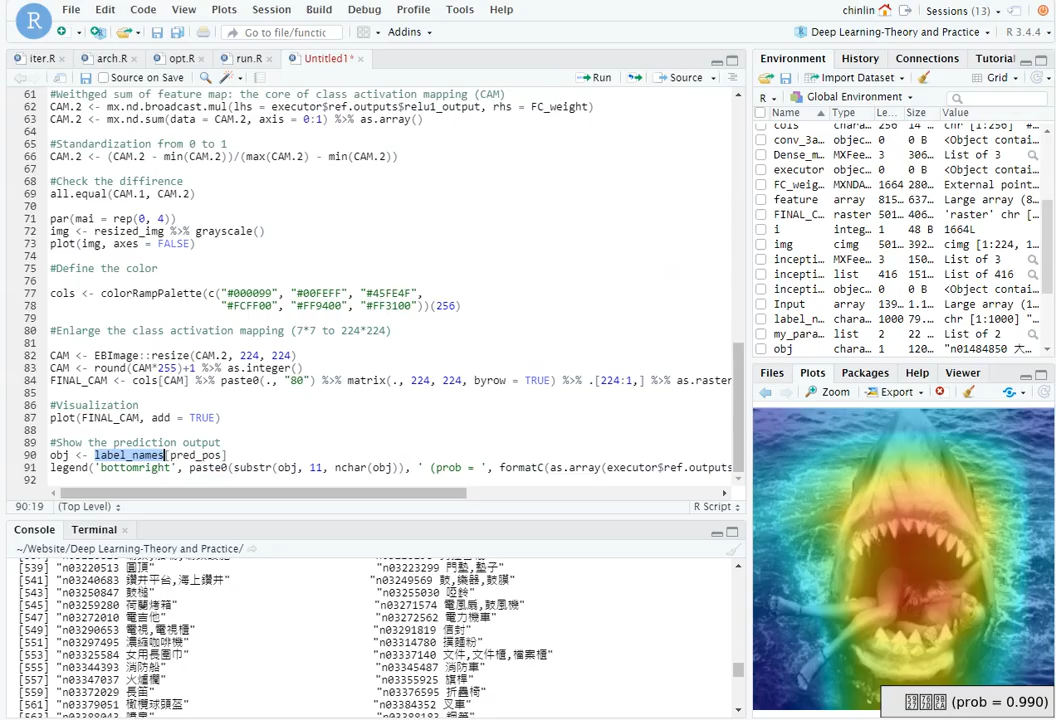 File Edit Code View Plots Session Build Debug Profile Tools Help
chinlin Sessions (13)
R
Go to file/functic Addins
Deep Learning-Theory and Practice R 3.4.4
iter.R × arch.R × opt.R × run.R × Untitled1* ×
Source on Save Run Source
61 #Weithged sum of feature map: the core of class activation mapping (CAM)
62 CAM.2 <- mx.nd.broadcast.mul(lhs = executor$ref.outputs$relu1_output, rhs = FC_weight)
63 CAM.2 <- mx.nd.sum(data = CAM.2, axis = 0:1) %>% as.array()
64
65 #Standardization from 0 to 1
66 CAM.2 <- (CAM.2 - min(CAM.2))/(max(CAM.2) - min(CAM.2))
67
68 #Check the difirence
69 all.equal(CAM.1, CAM.2)
70
71 par(mai = rep(0, 4))
72 img <- resized_img %>% grayscale()
73 plot(img, axes = FALSE)
74
75 #Define the color
76
77 cols <- colorRampPalette(c("#000099", "#00FEFF", "#45FE4F",
78 "#FCFF00", "#FF9400", "#FF3100"))(256)
79
80 #Enlarge the class activation mapping (7*7 to 224*224)
81
82 CAM <- EBImage::resize(CAM.2, 224, 224)
83 CAM <- round(CAM*255)+1 %>% as.integer()
84 FINAL_CAM <- cols[CAM] %>% paste0(., "80") %>% matrix(., 224, 224, byrow = TRUE) %>% .[224:1,] %>% as.raster
85
86 #Visualization
87 plot(FINAL_CAM, add = TRUE)
88
89 #Show the prediction output
90 obj <- label_names[pred_pos]
91 legend('bottomright', paste0(substr(obj, 11, nchar(obj)), ' (prob = ', formatC(as.array(executor$ref.outputs
92
90:19 (Top Level) R Script
Console Terminal ×
~/Website/Deep Learning-Theory and Practice/
[539] "n03220513 圓頂" "n03223299 門墊,墊子"
[541] "n03240683 鑽井平台,海上鑽井" "n03249569 鼓,樂器,鼓膜"
[543] "n03250847 鼓槌" "n03255030 啞鈴"
[545] "n03259280 荷蘭烤箱" "n03271574 電風扇,鼓風機"
[547] "n03272010 電吉他" "n03272562 電力機車"
[549] "n03290653 電視,電視櫃" "n03291819 信封"
[551] "n03297495 濃縮咖啡機" "n03314780 撲麵粉"
[553] "n03325584 女用長圍巾" "n03337140 文件,文件櫃,檔案櫃"
[555] "n03344393 消防船" "n03345487 消防車"
[557] "n03347037 火爐欄" "n03355925 旗桿"
[559] "n03372029 長笛" "n03376595 折疊椅"
[561] "n03379051 橄欖球頭盔" "n03384352 叉車"
Environment History Connections Tutorial
Import Dataset Grid
R Global Environment
Name Type Le… Size Value
cols chara… 256 14 … chr [1:256] "#
conv_3a… objec… 0 0 B <Object contai…
Dense_m… MXFee… 3 306… List of 3
executor objec… 0 0 B <Object contai…
FC_weig… MXNDA… 1664 280… External point…
feature array 815… 637… Large array (8…
FINAL_C… raster 501… 406… 'raster' chr […
i integ… 1 48 B 1664L
img cimg 501… 392… cimg [1:224, 1…
incepti… MXFee… 3 150… List of 3
incepti… list 416 151… List of 416
incepti… objec… 0 0 B <Object contai…
Input array 139… 1.1… Large array (1…
label_n… chara… 1000 79.… chr [1:1000] "…
my_para… list 2 120… List of 2
obj chara… 1 120… "n01484850 大…
Files Plots Packages Help Viewer
Zoom Export
(prob = 0.990)